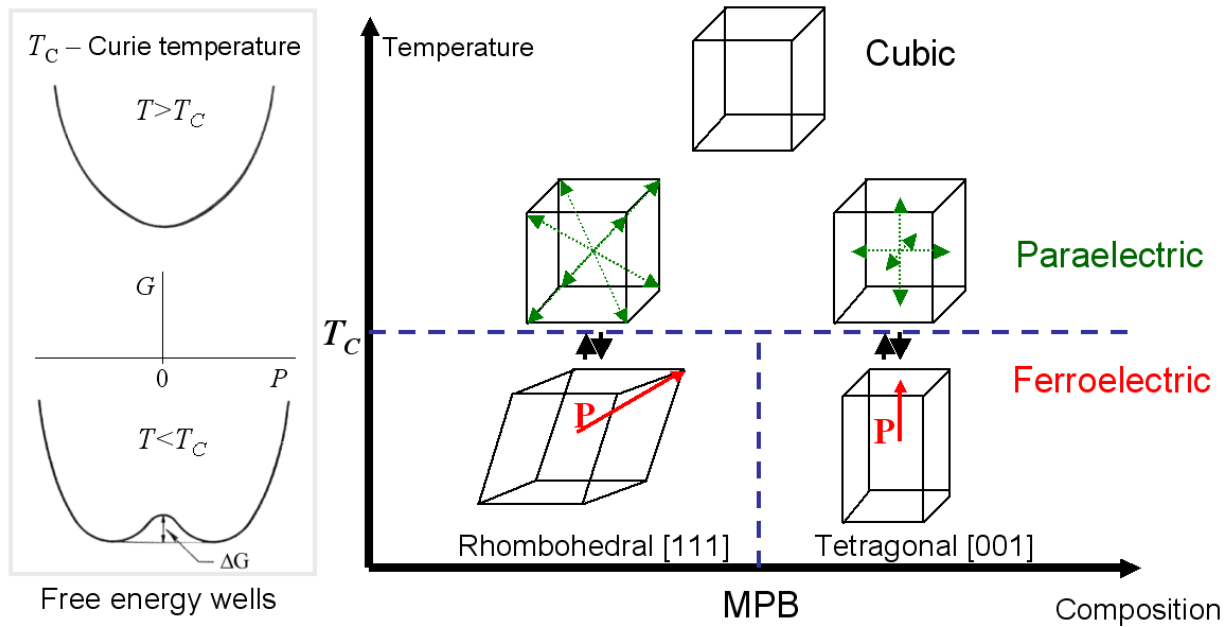 T_C – Curie temperature
T>T_C
G
0
P
T<T_C
ΔG
Free energy wells
Temperature
Cubic
Paraelectric
T_C
Ferroelectric
P
P
Rhombohedral [111]
Tetragonal [001]
MPB
Composition